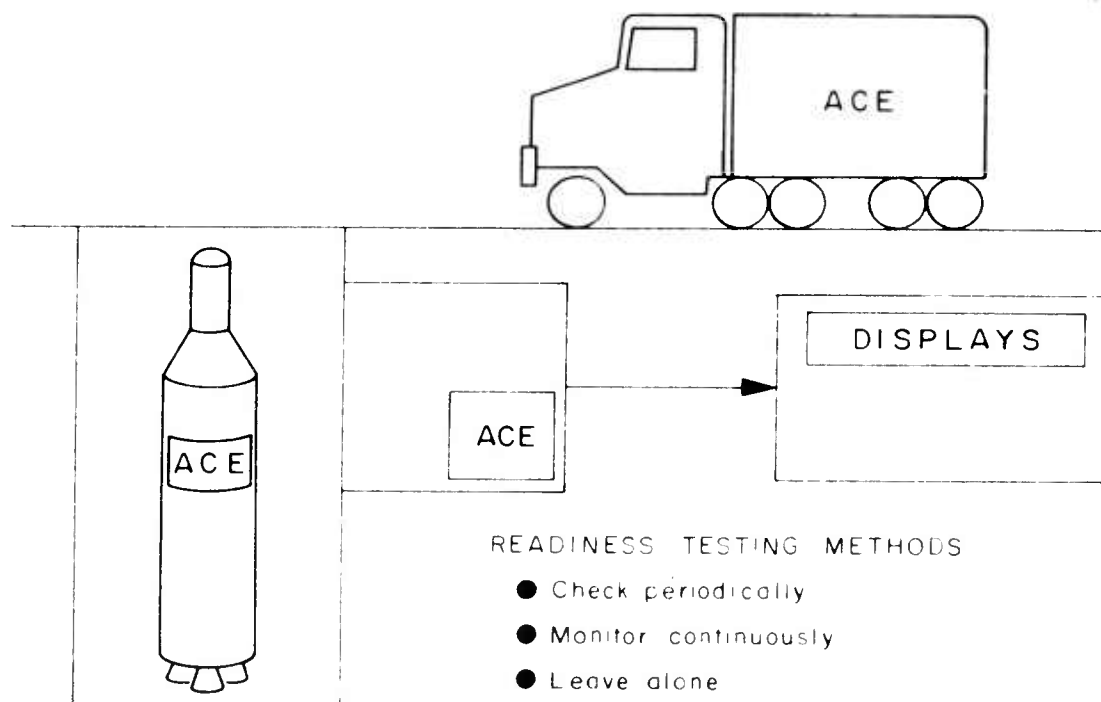 ACE
DISPLAYS
ACE
ACE
READINESS TESTING METHODS
● Check periodically
● Monitor continuously
● Leave alone